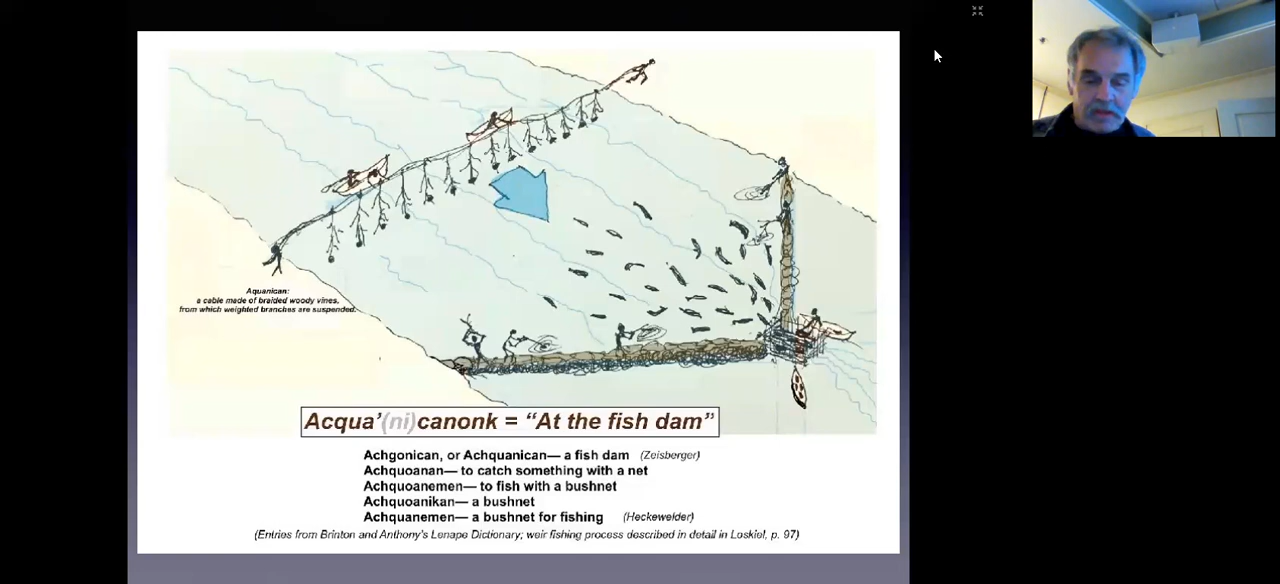 Aquanican:
a cable made of braided woody vines,
from which weighted branches are suspended.
Acqua'(ni)canonk = “At the fish dam”
Achgonican, or Achquanican— a fish dam (Zeisberger)
Achquoanan— to catch something with a net
Achquoanemen— to fish with a bushnet
Achquoanikan— a bushnet
Achquanemen— a bushnet for fishing (Heckewelder)
(Entries from Brinton and Anthony's Lenape Dictionary; weir fishing process described in detail in Loskiel, p. 97)